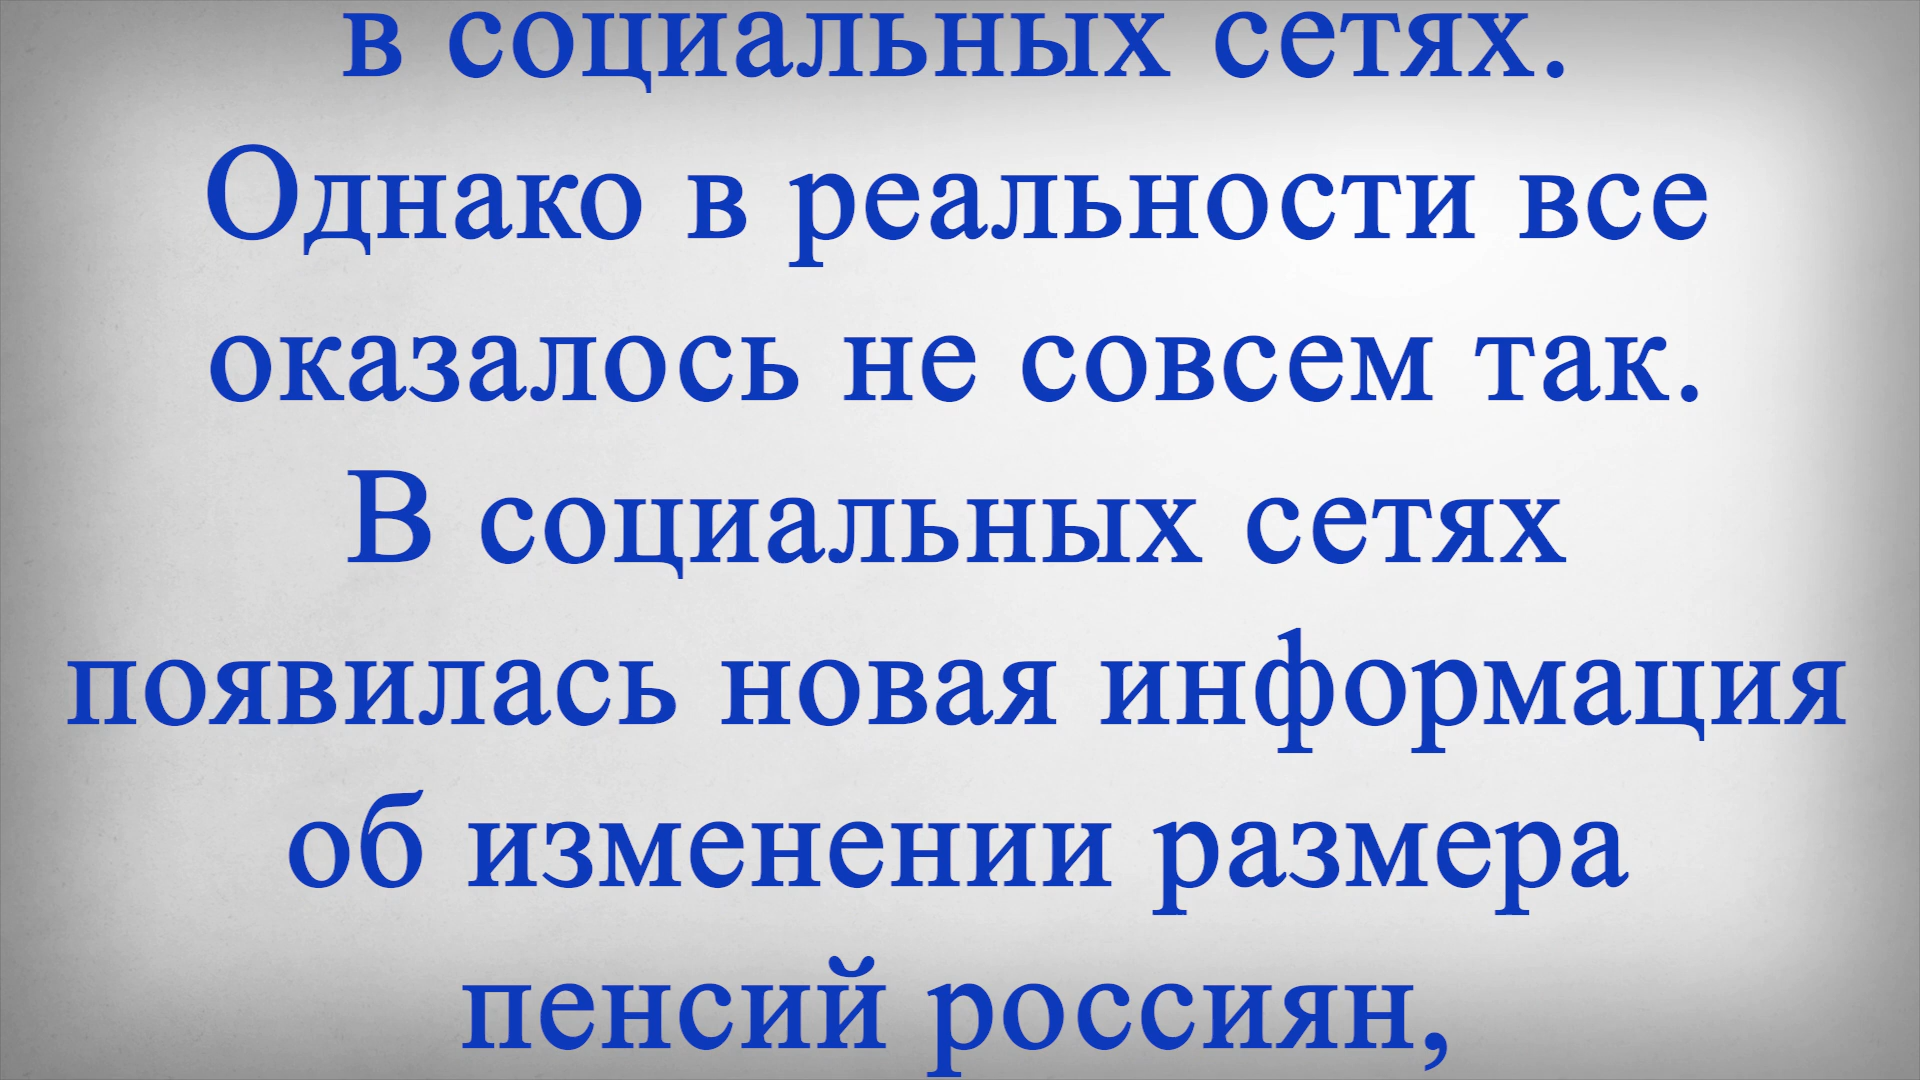 в социальных сетях.
Однако в реальности все
оказалось не совсем так.
В социальных сетях
появилась новая информация
об изменении размера
пенсий россиян,